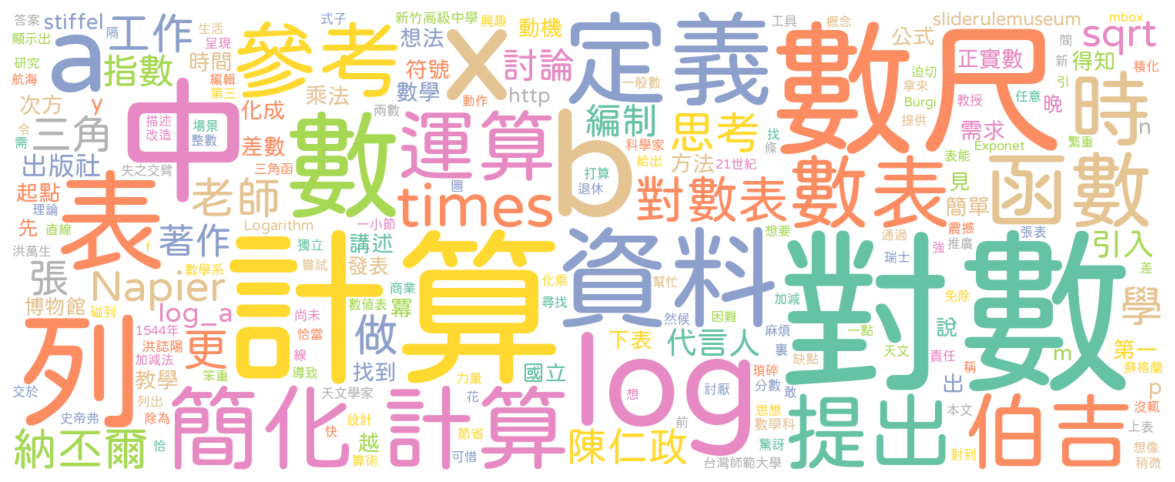 答案 stiffel 隔 工作 生活 式子 新竹高級中學 興趣 動機 工具 概念 sliderulemuseum mbox
顯示出 a 指數 呈現 參考 想法 x 討論 定義 數尺 公式 間 新 sqrt
研究 時間 編輯 符號 一般數 正實數 得知 積化
航海 第三 數學 http 迫切 拿來 引 時
次方 y 化成 乘法 動作 兩數 編制 思考 Burgi 教授 任意 晚
令 需 三角 中 描述 改造 場景 整數 差數 數 運算 b 科學家 給出 找 條 提供 需求 n
出版社 失之交臂 三角函 打算 方法 21世紀 Exponet 繁重
起點 表 老師 圖 退休 對數表 數表 表能 見 函數
理論 times 簡單
先 直線 著作 Logarithm 一小節 想要 震撼 張表
洪萬生 f 獨立 講述 計算 資料 通過 強 推廣 對數 引入
張 Napier 數學系 嘗試 發表 化乘 幫忙 瑞士 差
博物館 碰到 商業 冪 尋找 加減 免除 學
列 1544年 log_a 數值表 然候 困難 說
洪誌陽 更 尚未 恰當 做 log 下表 裏 麻煩 一點 天文 m 第一
加減法 線 代言人 缺點 責任 蘇格蘭
教學 笨重 導致 找到 國立 瑣碎 稱
交於 列出 天文學家 力量 想 討厭 分數 敢 出 p
史帝弗 除為 簡化計算 花 思想 提出 伯吉 沒輒
納丕爾 設計 節省 前 陳仁政 數學科 本文 上表
恰 快 算術 越 可惜 驚訝 對到 想像
台灣師範大學 稍微